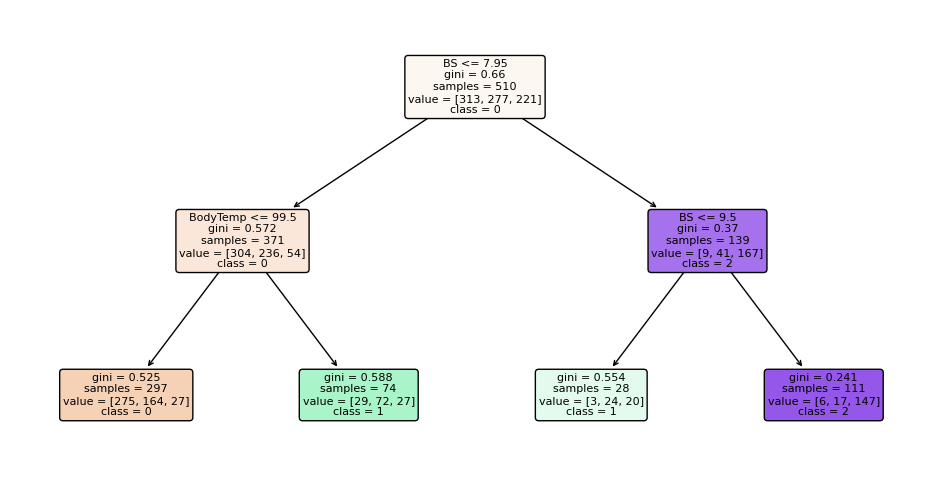 BS <= 7.95
gini = 0.66
samples = 510
value = [313, 277, 221]
class = 0
BodyTemp <= 99.5
gini = 0.572
samples = 371
value = [304, 236, 54]
class = 0
BS <= 9.5
gini = 0.37
samples = 139
value = [9, 41, 167]
class = 2
gini = 0.525
samples = 297
value = [275, 164, 27]
class = 0
gini = 0.588
samples = 74
value = [29, 72, 27]
class = 1
gini = 0.554
samples = 28
value = [3, 24, 20]
class = 1
gini = 0.241
samples = 111
value = [6, 17, 147]
class = 2